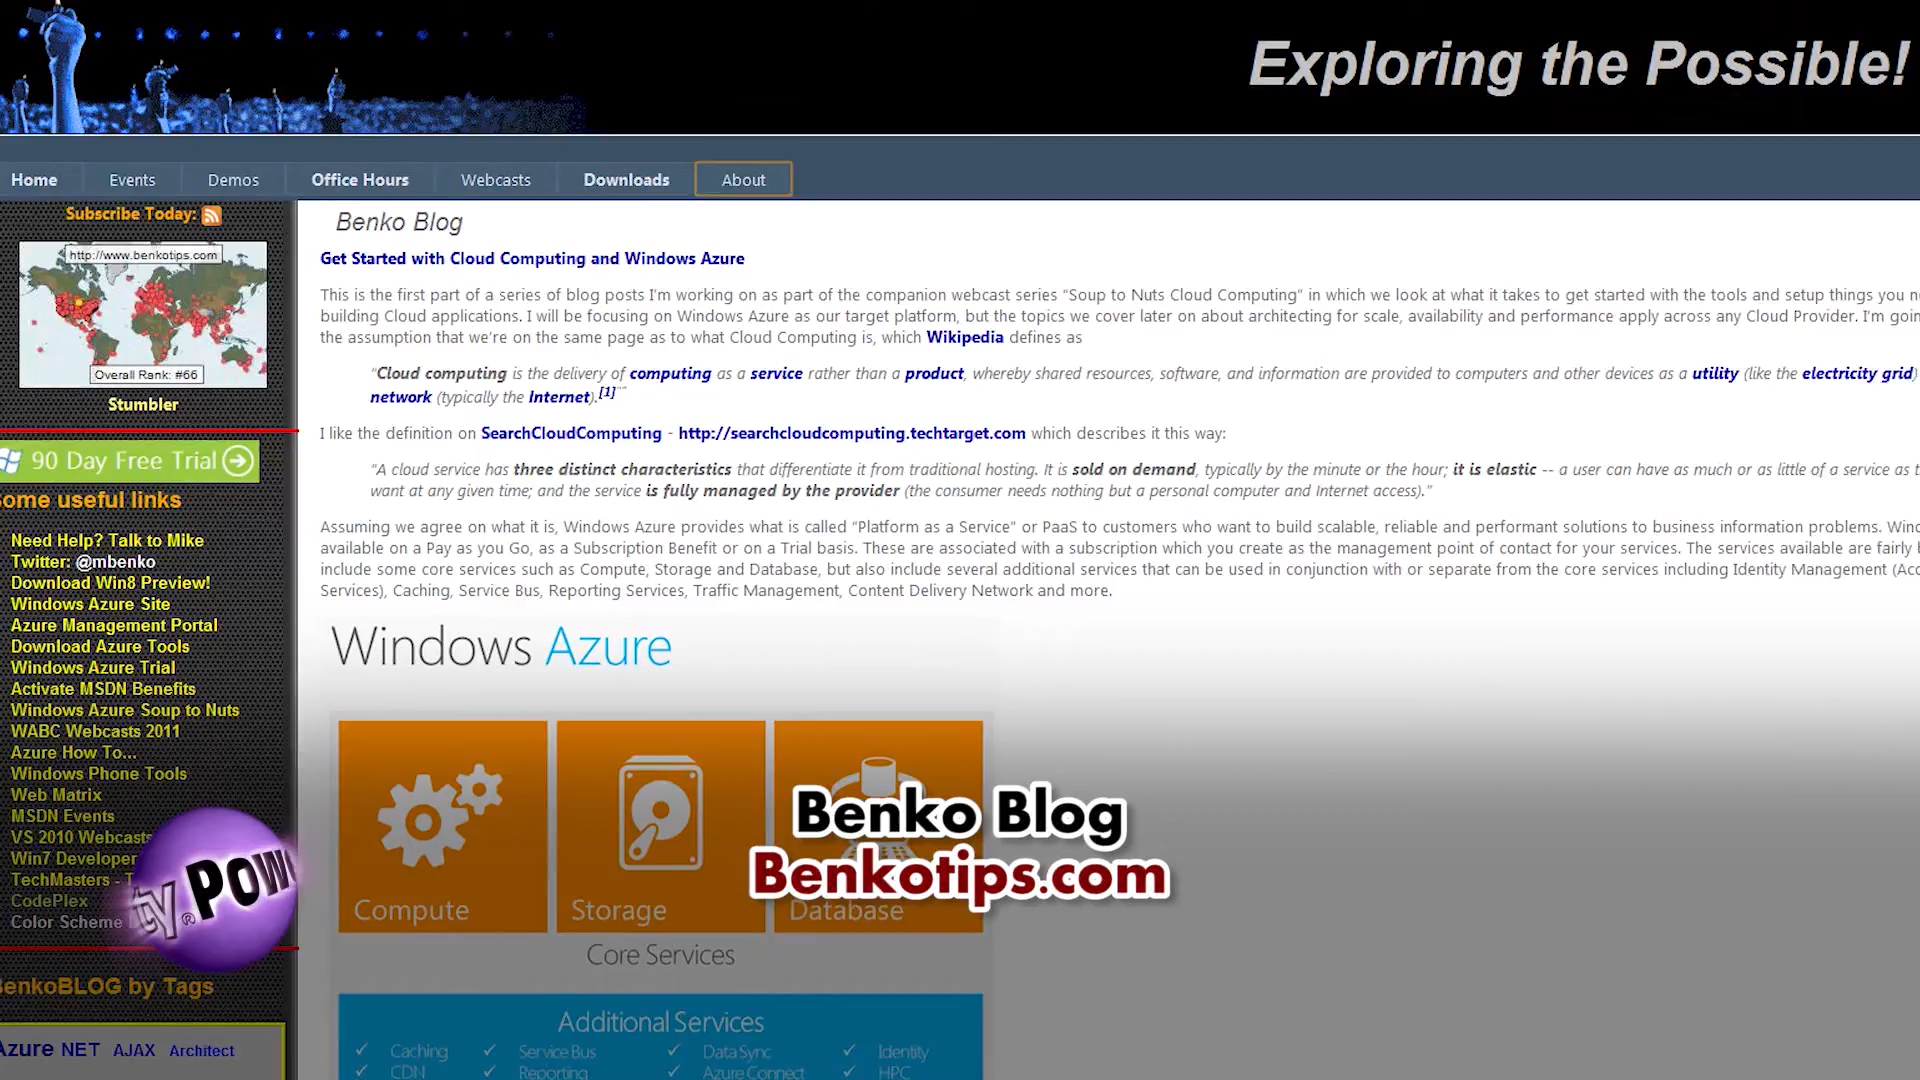 Exploring the Possible!
Home Events Demos Office Hours Webcasts Downloads About
Subscribe Today:
http://www.benkotips.com
Overall Rank: #66
Stumbler
90 Day Free Trial
Some useful links
Need Help? Talk to Mike
Twitter: @mbenko
Download Win8 Preview!
Windows Azure Site
Azure Management Portal
Download Azure Tools
Windows Azure Trial
Activate MSDN Benefits
Windows Azure Soup to Nuts
WABC Webcasts 2011
Azure How To...
Windows Phone Tools
Web Matrix
MSDN Events
VS 2010 Webcasts
Win7 Developer
TechMasters -
CodePlex
Color Scheme
BenkoBLOG by Tags
Azure NET AJAX Architect
Benko Blog
Get Started with Cloud Computing and Windows Azure
This is the first part of a series of blog posts I'm working on as part of the companion webcast series “Soup to Nuts Cloud Computing” in which we look at what it takes to get started with the tools and setup things you
building Cloud applications. I will be focusing on Windows Azure as our target platform, but the topics we cover later on about architecting for scale, availability and performance apply across any Cloud Provider. I'm
the assumption that we're on the same page as to what Cloud Computing is, which Wikipedia defines as
“Cloud computing is the delivery of computing as a service rather than a product, whereby shared resources, software, and information are provided to computers and other devices as a utility (like the electricity grid)
network (typically the Internet).[1]”
I like the definition on SearchCloudComputing - http://searchcloudcomputing.techtarget.com which describes it this way:
“A cloud service has three distinct characteristics that differentiate it from traditional hosting. It is sold on demand, typically by the minute or the hour; it is elastic -- a user can have as much or as little of a service as
want at any given time; and the service is fully managed by the provider (the consumer needs nothing but a personal computer and Internet access).”
Assuming we agree on what it is, Windows Azure provides what is called “Platform as a Service” or PaaS to customers who want to build scalable, reliable and performant solutions to business information problems.
available on a Pay as you Go, as a Subscription Benefit or on a Trial basis. These are associated with a subscription which you create as the management point of contact for your services. The services available are fairly
include some core services such as Compute, Storage and Database, but also include several additional services that can be used in conjunction with or separate from the core services including Identity Management
Services), Caching, Service Bus, Reporting Services, Traffic Management, Content Delivery Network and more.
Windows Azure
Compute Storage Database
Core Services
Additional Services
Caching Service Bus Data Sync Identity
CDN Reporting Azure Connect HPC
Benko Blog
Benkotips.com
ty® POW